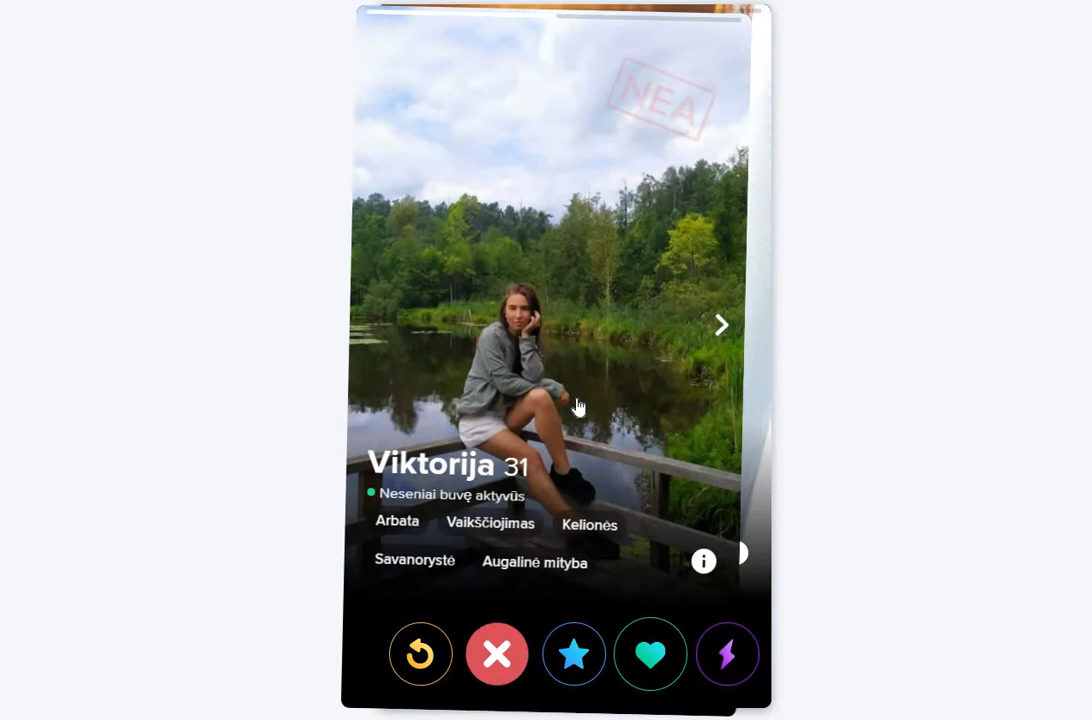 NEA
Viktorija 31
Neseniai buvę aktyvūs
Arbata Vaikščiojimas Kelionės
Savanorystė Augalinė mityba